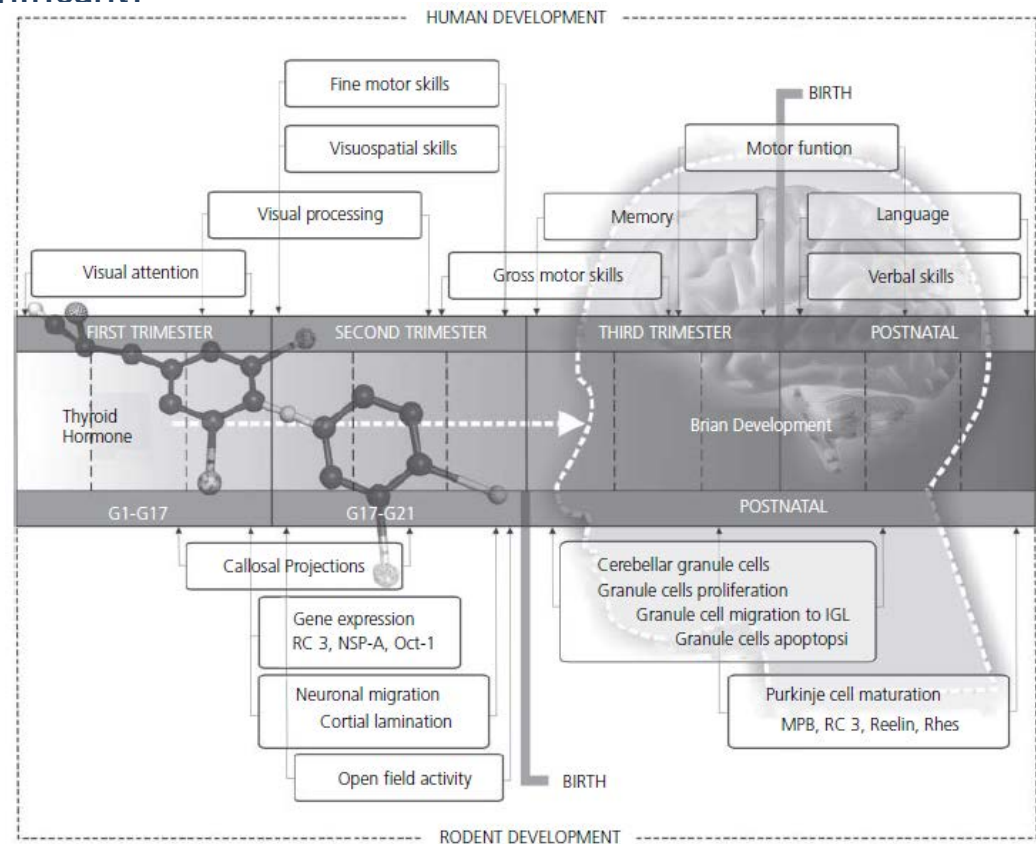 HUMAN DEVELOPMENT
Fine motor skills
BIRTH
Visuospatial skills
Motor funtion
Visual processing
Memory
Language
Visual attention
Gross motor skills
Verbal skills
FIRST TRIMESTER
SECOND TRIMESTER
THIRD TRIMESTER
POSTNATAL
Thyroid
Hormone
Brian Development
G1-G17
G17-G21
POSTNATAL
Callosal Projections
Cerebellar granule cells
Granule cells proliferation
Granule cell migration to IGL
Granule cells apoptopsi
Gene expression
RC 3, NSP-A, Oct-1
Neuronal migration
Cortial lamination
Purkinje cell maturation
MPB, RC 3, Reelin, Rhes
Open field activity
BIRTH
RODENT DEVELOPMENT